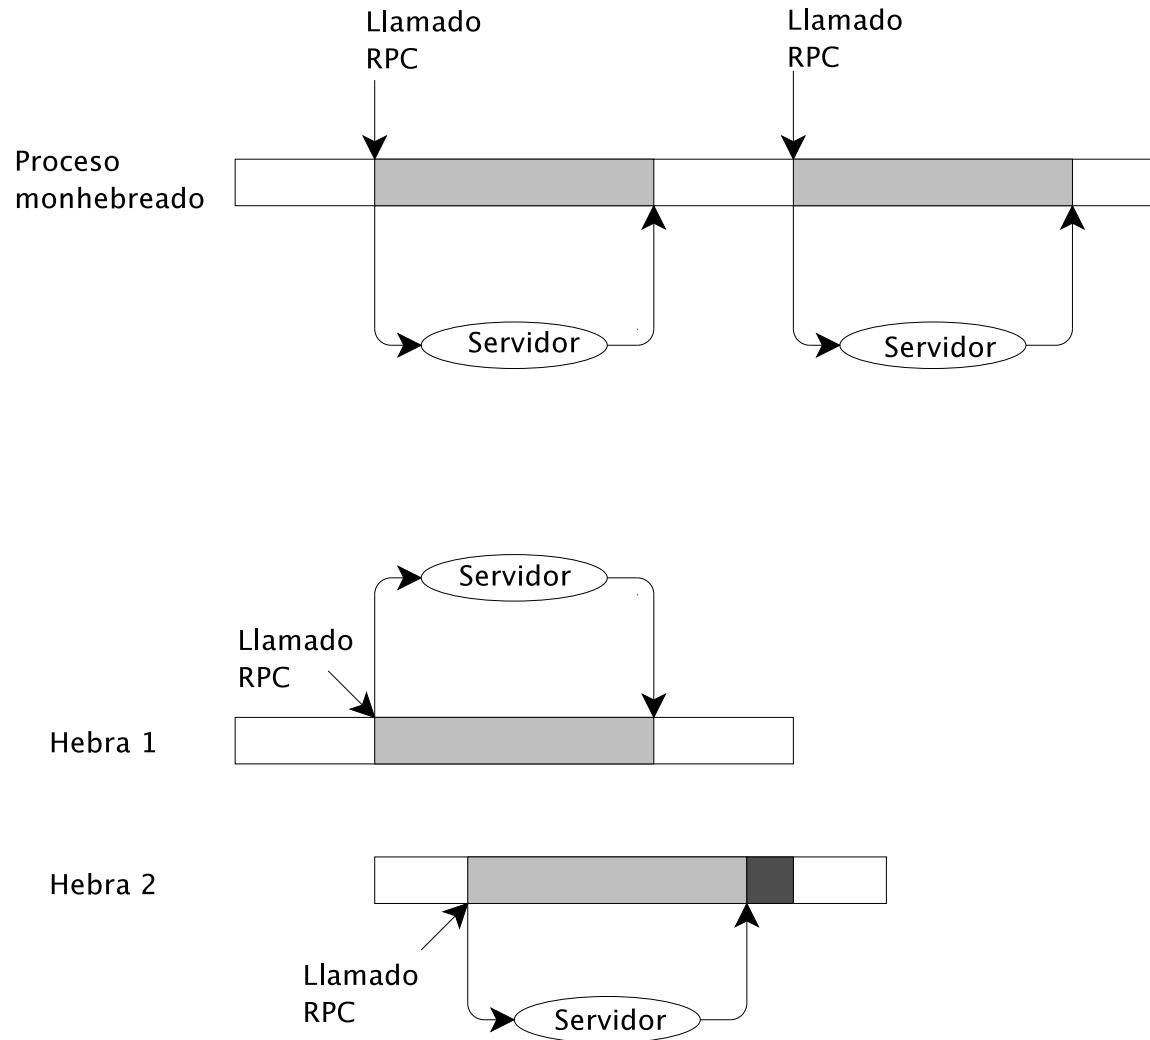 Llamado
RPC
Llamado
RPC
Proceso
monhebreado
Servidor
Servidor
Servidor
Llamado
RPC
Hebra 1
Hebra 2
Llamado
RPC
Servidor